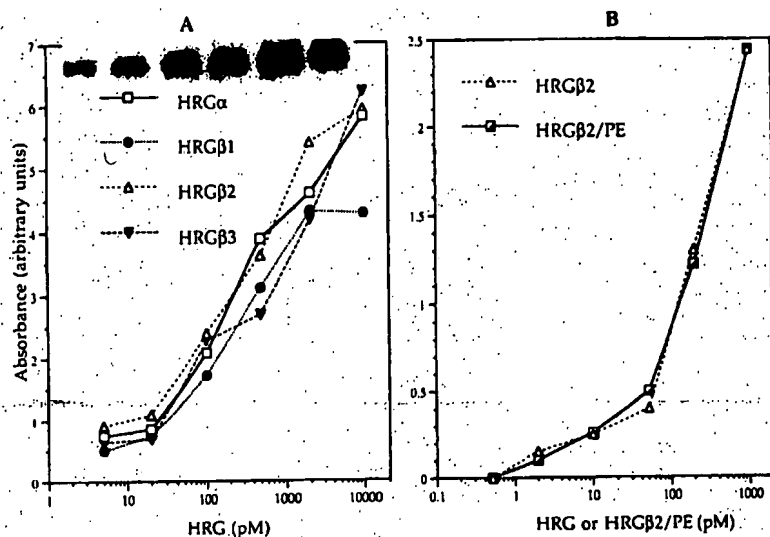 A
7
6
5
4
3
2
1
0
Absorbance (arbitrary units)
HRGα
HRGβ1
HRGβ2
HRGβ3
1 10 100 1000 10000
HRG (pM)
B
2.5
2
1.5
1
0.5
0
HRGβ2
HRGβ2/PE
0.1 1 10 100 1000
HRG or HRGβ2/PE (pM)